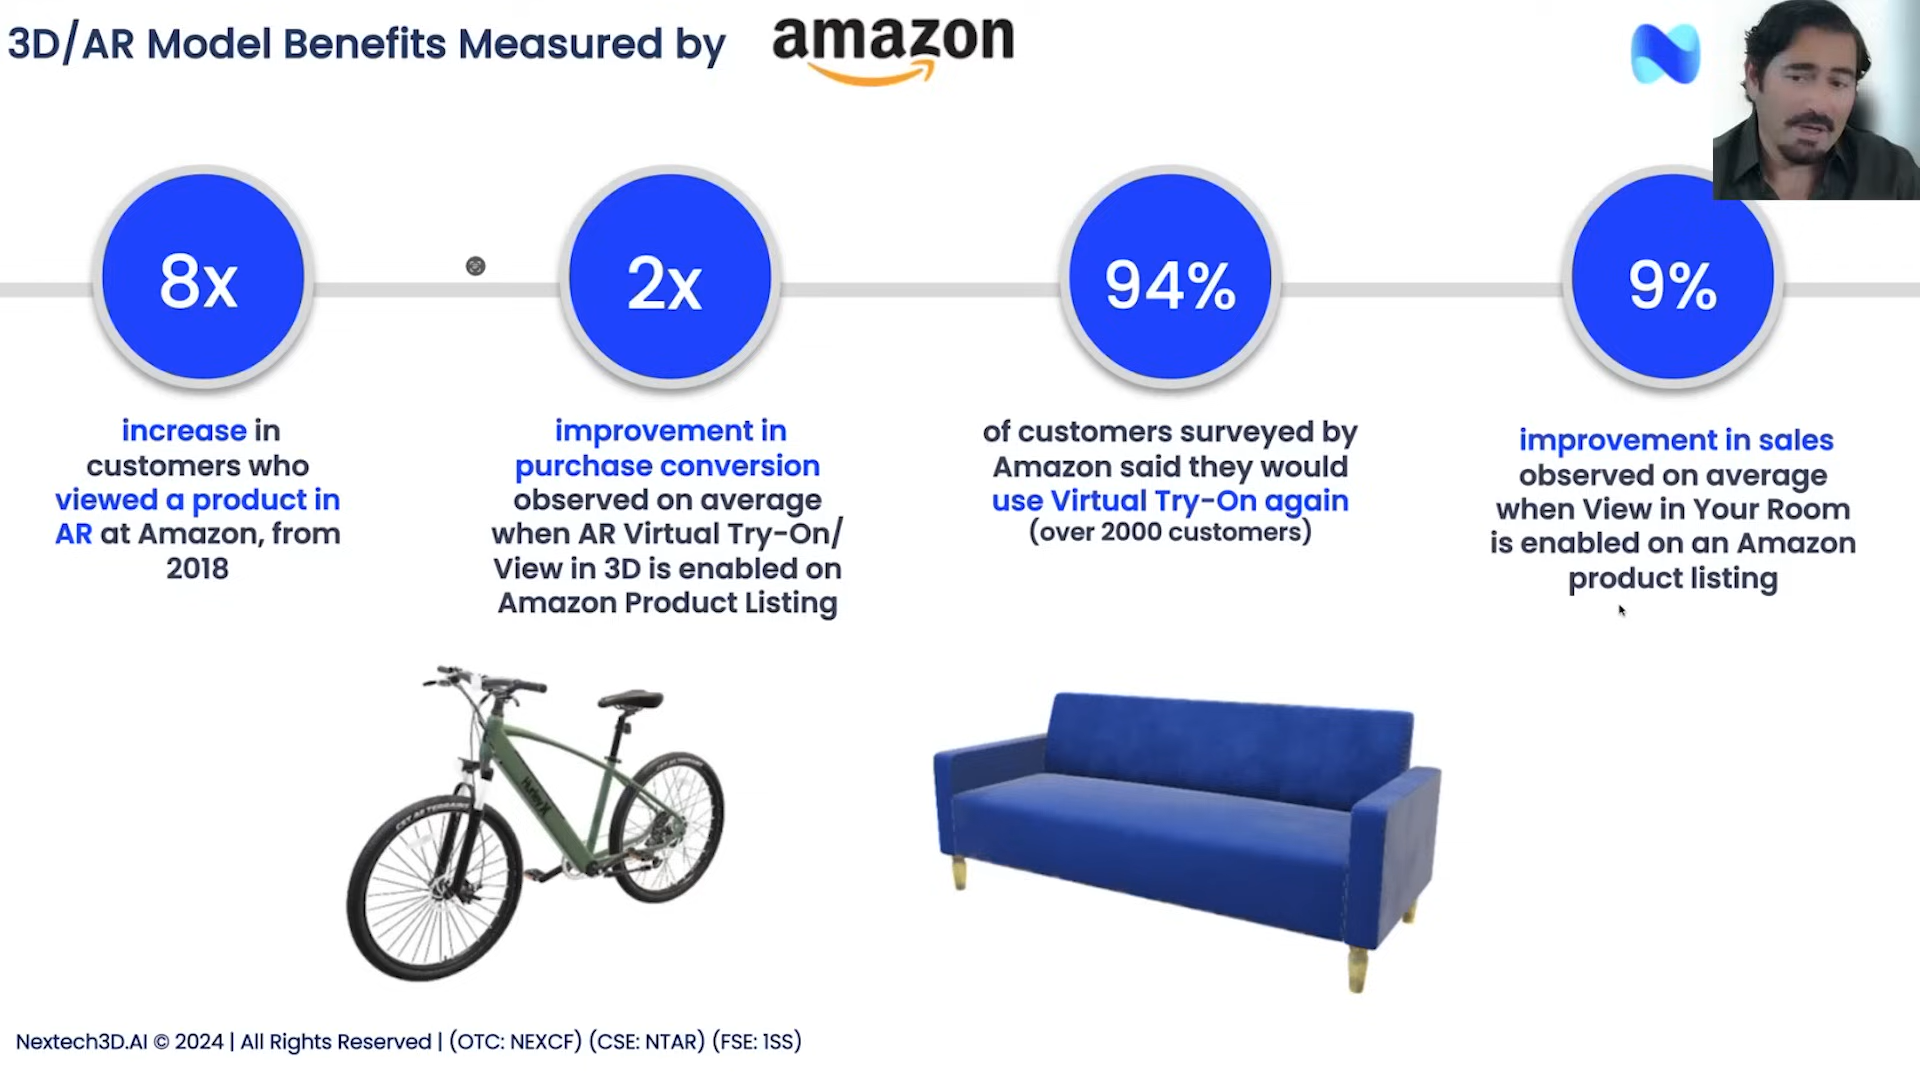 3D/AR Model Benefits Measured by amazon
8x
2x
94%
9%
increase in
customers who
viewed a product in
AR at Amazon, from
2018
improvement in
purchase conversion
observed on average
when AR Virtual Try-On/
View in 3D is enabled on
Amazon Product Listing
of customers surveyed by
Amazon said they would
use Virtual Try-On again
(over 2000 customers)
improvement in sales
observed on average
when View in Your Room
is enabled on an Amazon
product listing
Hurley
CST AS TERRAIN
Nextech3D.AI © 2024 | All Rights Reserved | (OTC: NEXCF) (CSE: NTAR) (FSE: 1SS)